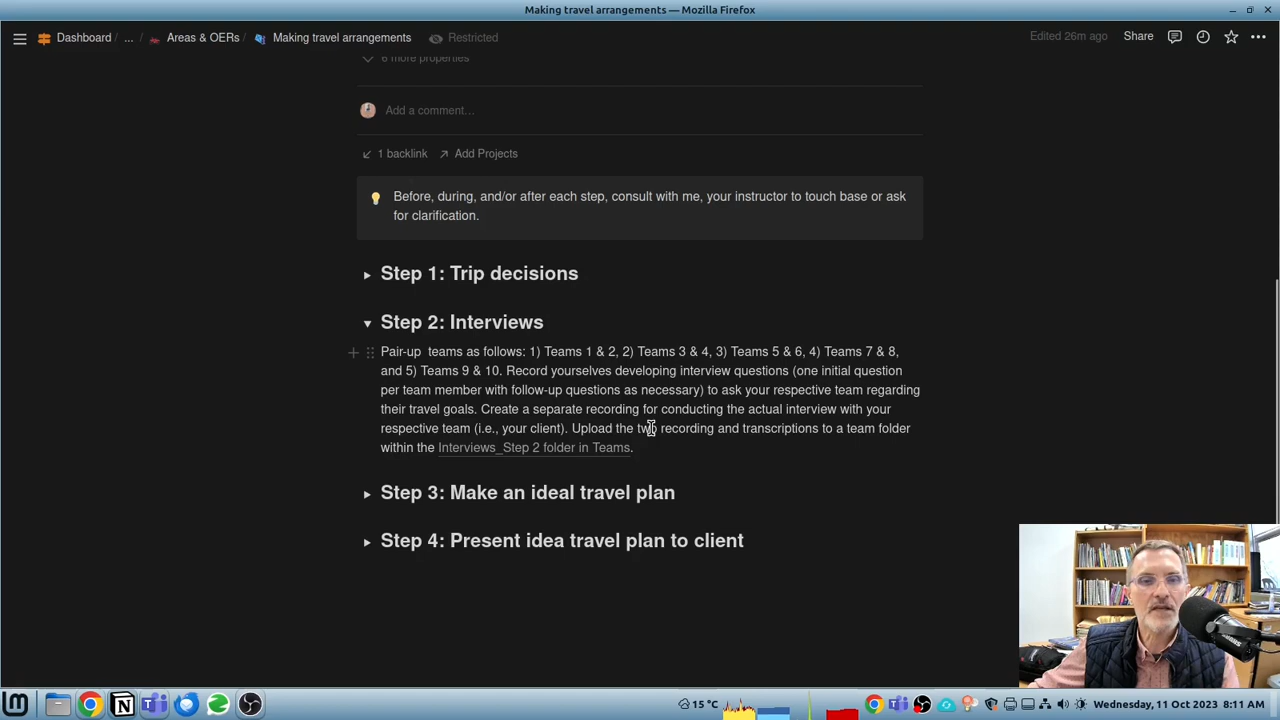 Making travel arrangements — Mozilla Firefox
Dashboard / ... / Areas & OERs / Making travel arrangements Restricted
Edited 26m ago Share
6 more properties
Add a comment...
1 backlink Add Projects
Before, during, and/or after each step, consult with me, your instructor to touch base or ask
for clarification.
Step 1: Trip decisions
Step 2: Interviews
Pair-up teams as follows: 1) Teams 1 & 2, 2) Teams 3 & 4, 3) Teams 5 & 6, 4) Teams 7 & 8,
and 5) Teams 9 & 10. Record yourselves developing interview questions (one initial question
per team member with follow-up questions as necessary) to ask your respective team regarding
their travel goals. Create a separate recording for conducting the actual interview with your
respective team (i.e., your client). Upload the two recording and transcriptions to a team folder
within the Interviews_Step 2 folder in Teams.
Step 3: Make an ideal travel plan
Step 4: Present idea travel plan to client
15 °C
Wednesday, 11 Oct 2023 8:11 AM